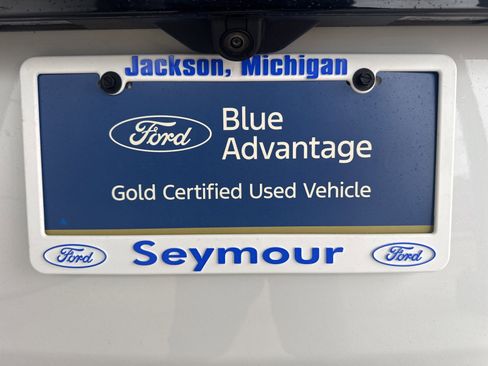 Jackson, Michigan
Ford Blue
Advantage
Gold Certified Used Vehicle
Ford Seymour Ford